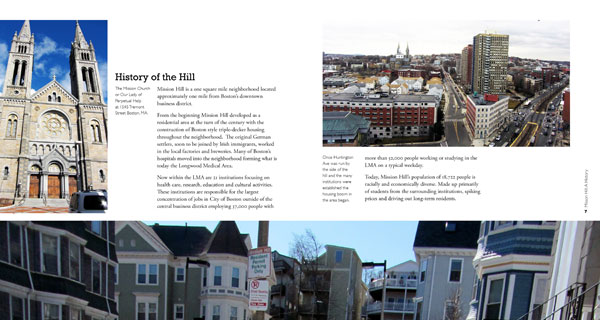 History of the Hill
The Mission Church
or Our Lady of
Perpetual Help
at 1545 Tremont
Street Boston, MA.
Mission Hill is a one square mile neighborhood located
approximately one mile from Boston's downtown
business district.
From the beginning Mission Hill developed as a
residential area at the turn of the century with the
construction of Boston style triple-decker housing
throughout the neighborhood. The original German
settlers, soon to be joined by Irish immigrants, worked
in the local factories and breweries. Many of Boston's
hospitals moved into the neighborhood forming what is
today the Longwood Medical Area.
Now within the LMA are 21 institutions focusing on
health care, research, education and cultural activities.
These institutions are responsible for the largest
concentration of jobs in City of Boston outside of the
central business district employing 37,000 people with
Once Huntington
Ave was run by
the side of the
hill and the many
institutions were
established the
housing boom in
the area began.
more than 50,000 people working or studying in the
LMA on a typical weekday.
Today, Mission Hill's population of 18,722 people is
racially and economically diverse. Made up primarily
of students from the surrounding institutions, spiking
prices and driving out long-term residents.
Resident
Permit
Parking
Only